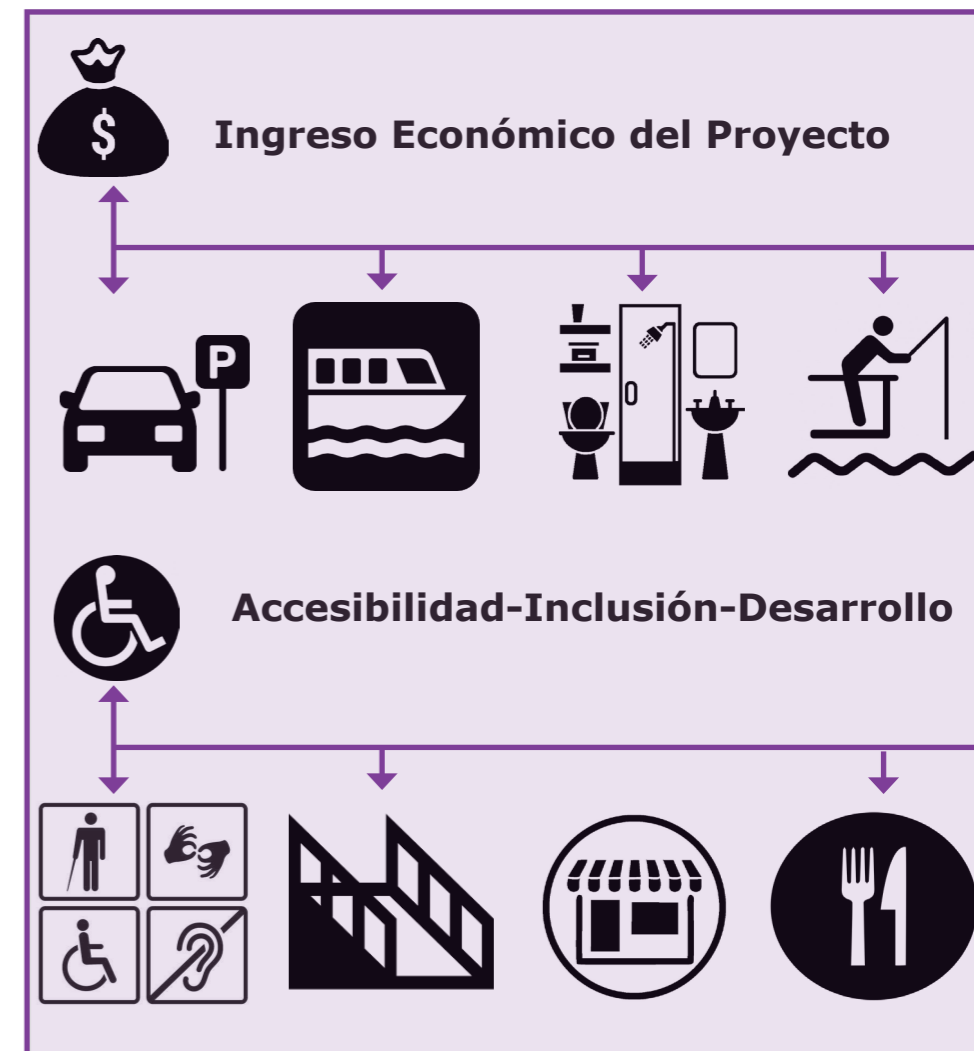 $
Ingreso Económico del Proyecto
P
Accesibilidad-Inclusión-Desarrollo